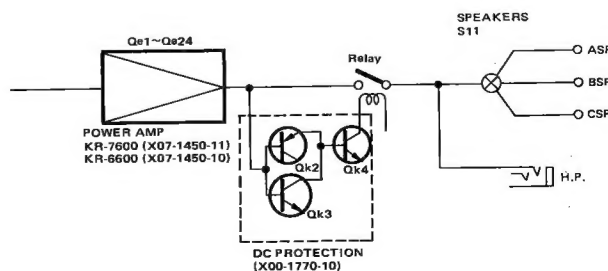 SPEAKERS
S11
Qe1~Qe24
Relay
ASP
BSP
CSP
POWER AMP
KR-7600 (X07-1450-11)
KR-6600 (X07-1450-10)
Qk2
Qk4
Qk3
H.P.
DC PROTECTION
(X00-1770-10)